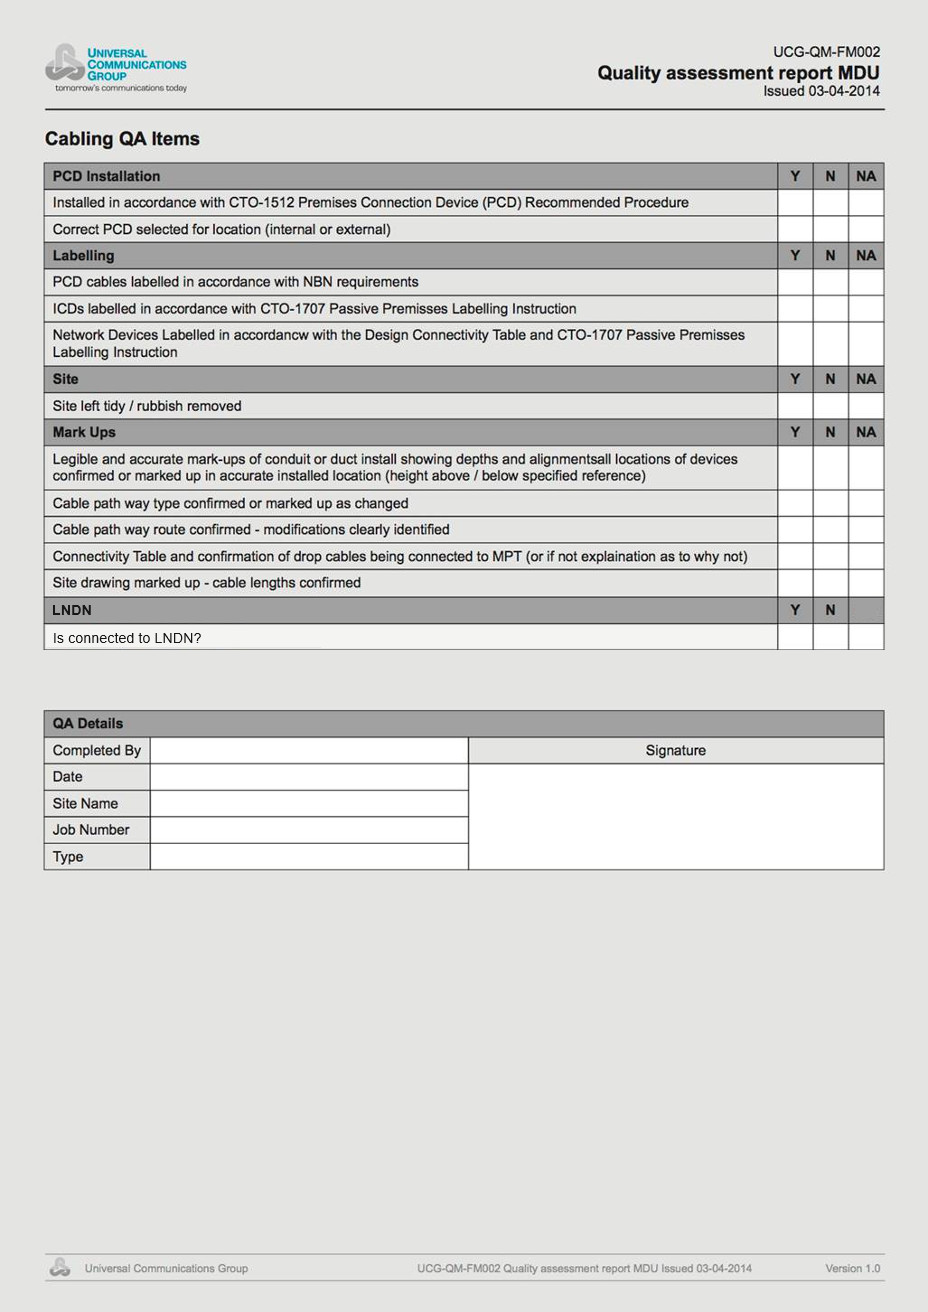 UNIVERSAL
COMMUNICATIONS
GROUP
tomorrow's communications today
UCG-QM-FM002
Quality assessment report MDU
Issued 03-04-2014
Cabling QA Items
PCD Installation Y N NA
Installed in accordance with CTO-1512 Premises Connection Device (PCD) Recommended Procedure
Correct PCD selected for location (internal or external)
Labelling Y N NA
PCD cables labelled in accordance with NBN requirements
ICDs labelled in accordance with CTO-1707 Passive Premisses Labelling Instruction
Network Devices Labelled in accordancw with the Design Connectivity Table and CTO-1707 Passive Premisses
Labelling Instruction
Site Y N NA
Site left tidy / rubbish removed
Mark Ups Y N NA
Legible and accurate mark-ups of conduit or duct install showing depths and alignmentsall locations of devices
confirmed or marked up in accurate installed location (height above / below specified reference)
Cable path way type confirmed or marked up as changed
Cable path way route confirmed - modifications clearly identified
Connectivity Table and confirmation of drop cables being connected to MPT (or if not explaination as to why not)
Site drawing marked up - cable lengths confirmed
LNDN Y N
Is connected to LNDN?
QA Details
Completed By Signature
Date
Site Name
Job Number
Type
Universal Communications Group UCG-QM-FM002 Quality assessment report MDU Issued 03-04-2014 Version 1.0